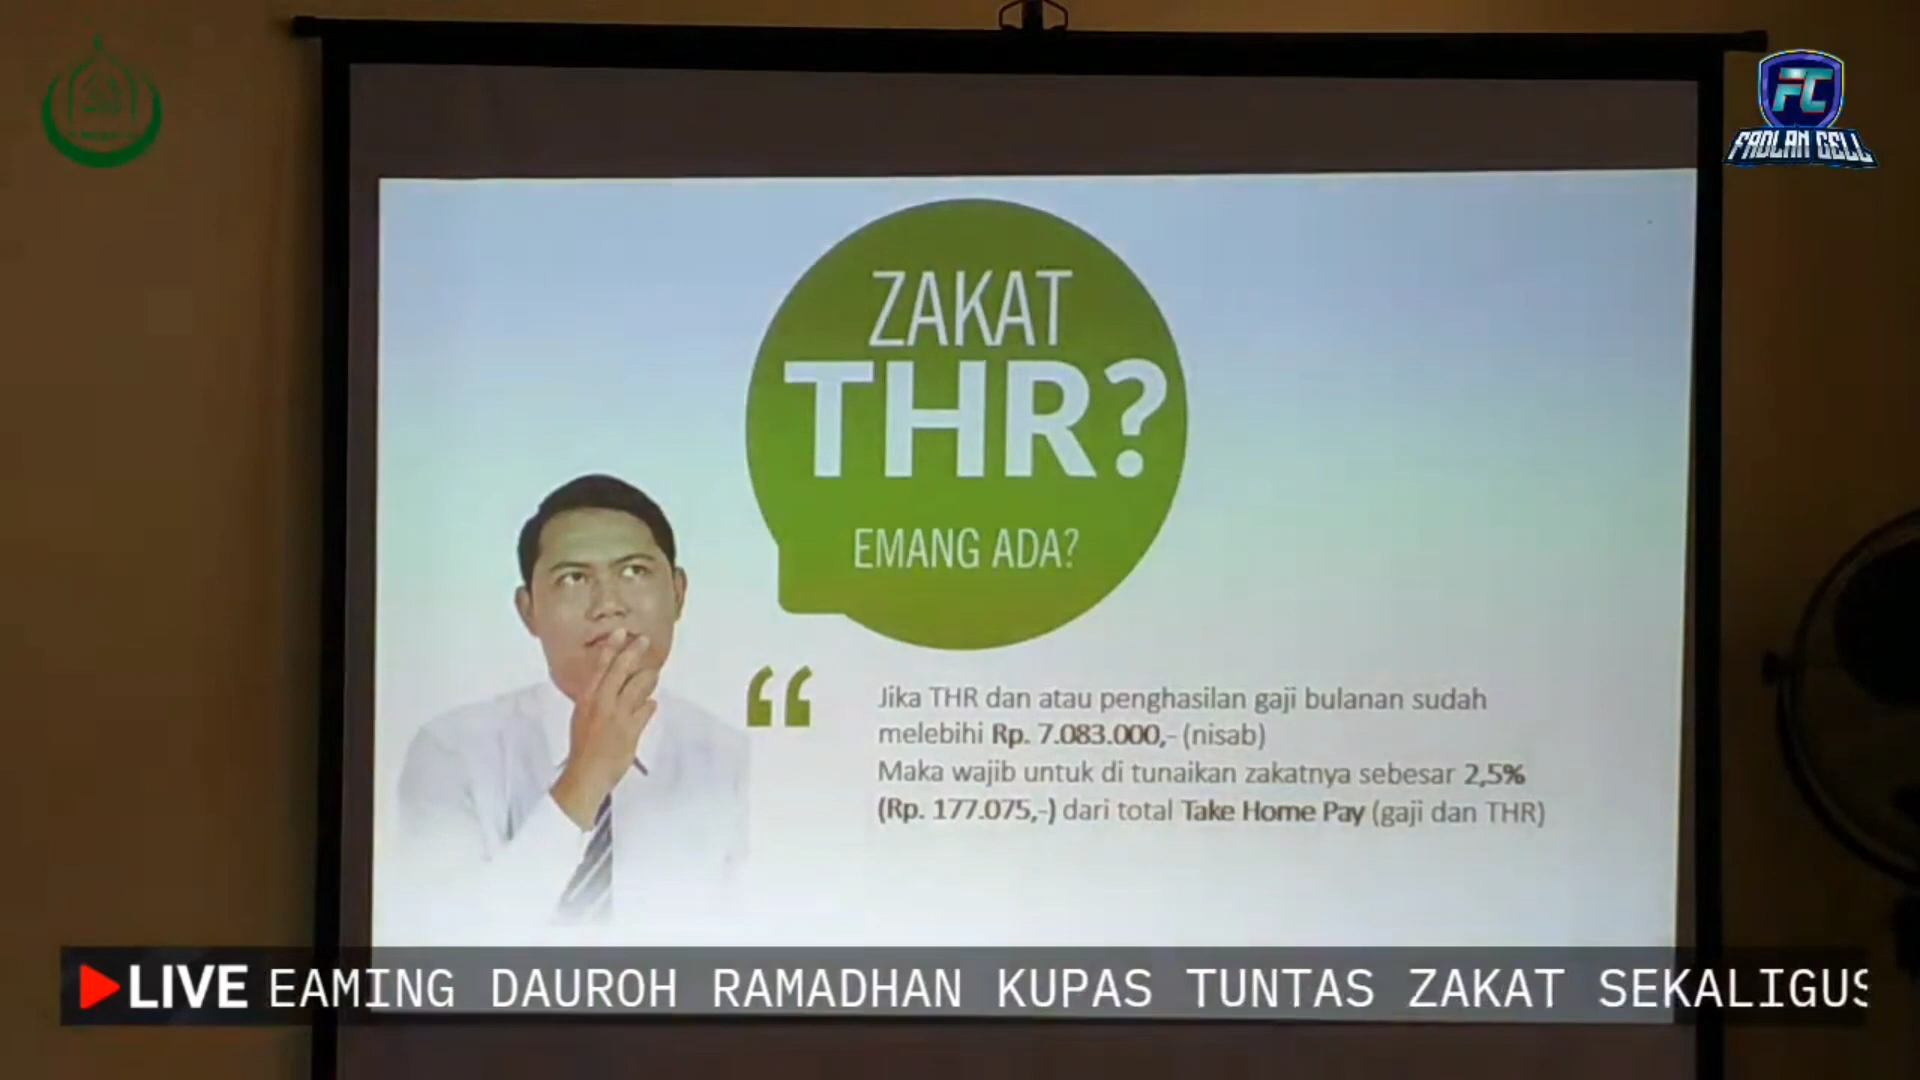 FC
FADLAN CELL
ZAKAT
THR?
EMANG ADA?
“
Jika THR dan atau penghasilan gaji bulanan sudah
melebihi Rp. 7.083.000,- (nisab)
Maka wajib untuk di tunaikan zakatnya sebesar 2,5%
(Rp. 177.075,-) dari total Take Home Pay (gaji dan THR)
LIVE EAMING DAUROH RAMADHAN KUPAS TUNTAS ZAKAT SEKALIGUS